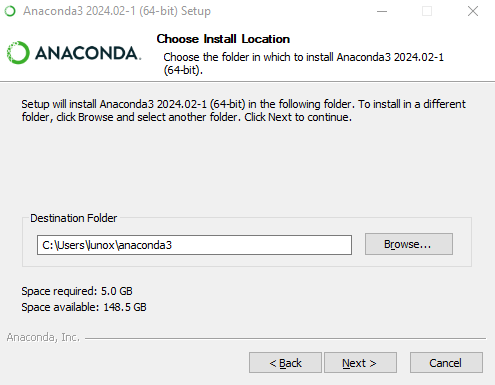 Anaconda3 2024.02-1 (64-bit) Setup
ANACONDA.
Choose Install Location
Choose the folder in which to install Anaconda3 2024.02-1
(64-bit).
Setup will install Anaconda3 2024.02-1 (64-bit) in the following folder. To install in a different
folder, click Browse and select another folder. Click Next to continue.
Destination Folder
C:\Users\lunox\anaconda3
Browse...
Space required: 5.0 GB
Space available: 148.5 GB
Anaconda, Inc.
< Back
Next >
Cancel